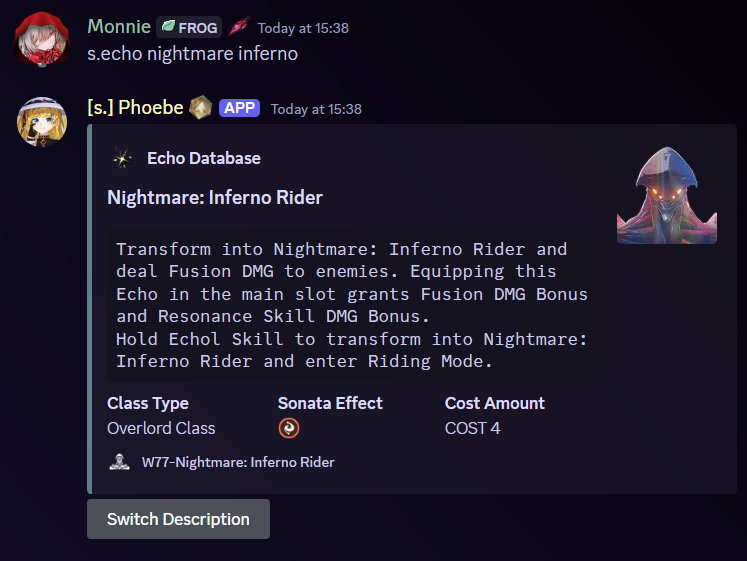 Monnie FROG Today at 15:38
s.echo nightmare inferno
[s.] Phoebe APP Today at 15:38
Echo Database
Nightmare: Inferno Rider
Transform into Nightmare: Inferno Rider and
deal Fusion DMG to enemies. Equipping this
Echo in the main slot grants Fusion DMG Bonus
and Resonance Skill DMG Bonus.
Hold Echol Skill to transform into Nightmare:
Inferno Rider and enter Riding Mode.
Class Type Sonata Effect Cost Amount
Overlord Class COST 4
W77-Nightmare: Inferno Rider
Switch Description